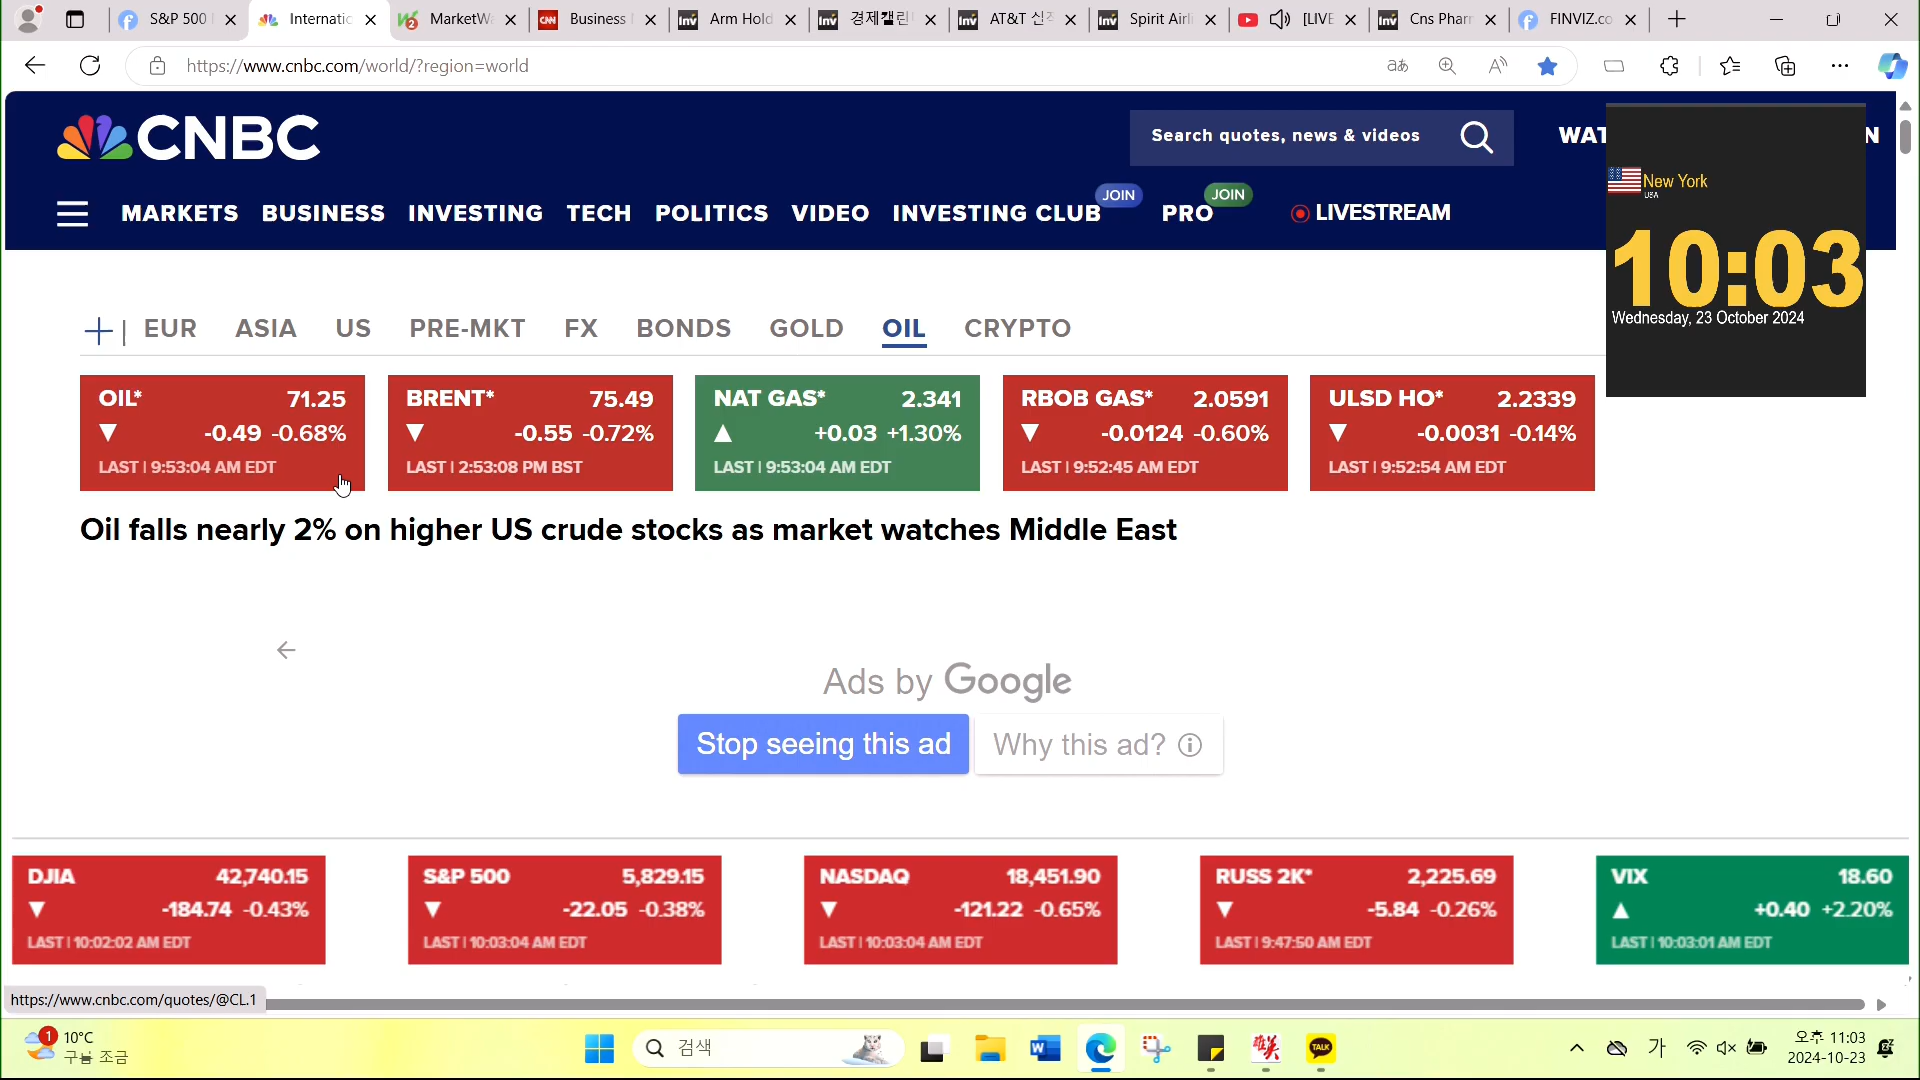 S&P 500
Internatic
MarketWa
Business
Arm Hold
경제캘린
AT&T 신
Spirit Airli
[LIVE
Cns Pharr
FINVIZ.co
https://www.cnbc.com/world/?region=world
CNBC
Search quotes, news & videos
WAT
N
New York
USA
10:03
Wednesday, 23 October 2024
JOIN
JOIN
MARKETS BUSINESS INVESTING TECH POLITICS VIDEO INVESTING CLUB PRO LIVESTREAM
EUR ASIA US PRE-MKT FX BONDS GOLD OIL CRYPTO
OIL* 71.25
-0.49 -0.68%
LAST | 9:53:04 AM EDT
BRENT* 75.49
-0.55 -0.72%
LAST | 2:53:08 PM BST
NAT GAS* 2.341
+0.03 +1.30%
LAST | 9:53:04 AM EDT
RBOB GAS* 2.0591
-0.0124 -0.60%
LAST | 9:52:45 AM EDT
ULSD HO* 2.2339
-0.0031 -0.14%
LAST | 9:52:54 AM EDT
Oil falls nearly 2% on higher US crude stocks as market watches Middle East
Ads by Google
Stop seeing this ad
Why this ad?
DJIA 42,740.15
-184.74 -0.43%
LAST | 10:02:02 AM EDT
S&P 500 5,829.15
-22.05 -0.38%
LAST | 10:03:04 AM EDT
NASDAQ 18,451.90
-121.22 -0.65%
LAST | 10:03:04 AM EDT
RUSS 2K* 2,225.69
-5.84 -0.26%
LAST | 9:47:50 AM EDT
VIX 18.60
+0.40 +2.20%
LAST | 10:03:01 AM EDT
https://www.cnbc.com/quotes/@CL.1
1
10°C
구름 조금
검색
TALK
가
오후 11:03
2024-10-23